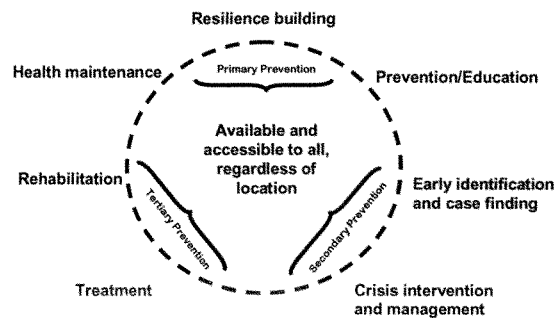 Resilience building
Health maintenance
Primary Prevention
Prevention/Education
Available and
accessible to all,
regardless of
location
Rehabilitation
Tertiary Prevention
Secondary Prevention
Early identification
and case finding
Treatment
Crisis intervention
and management